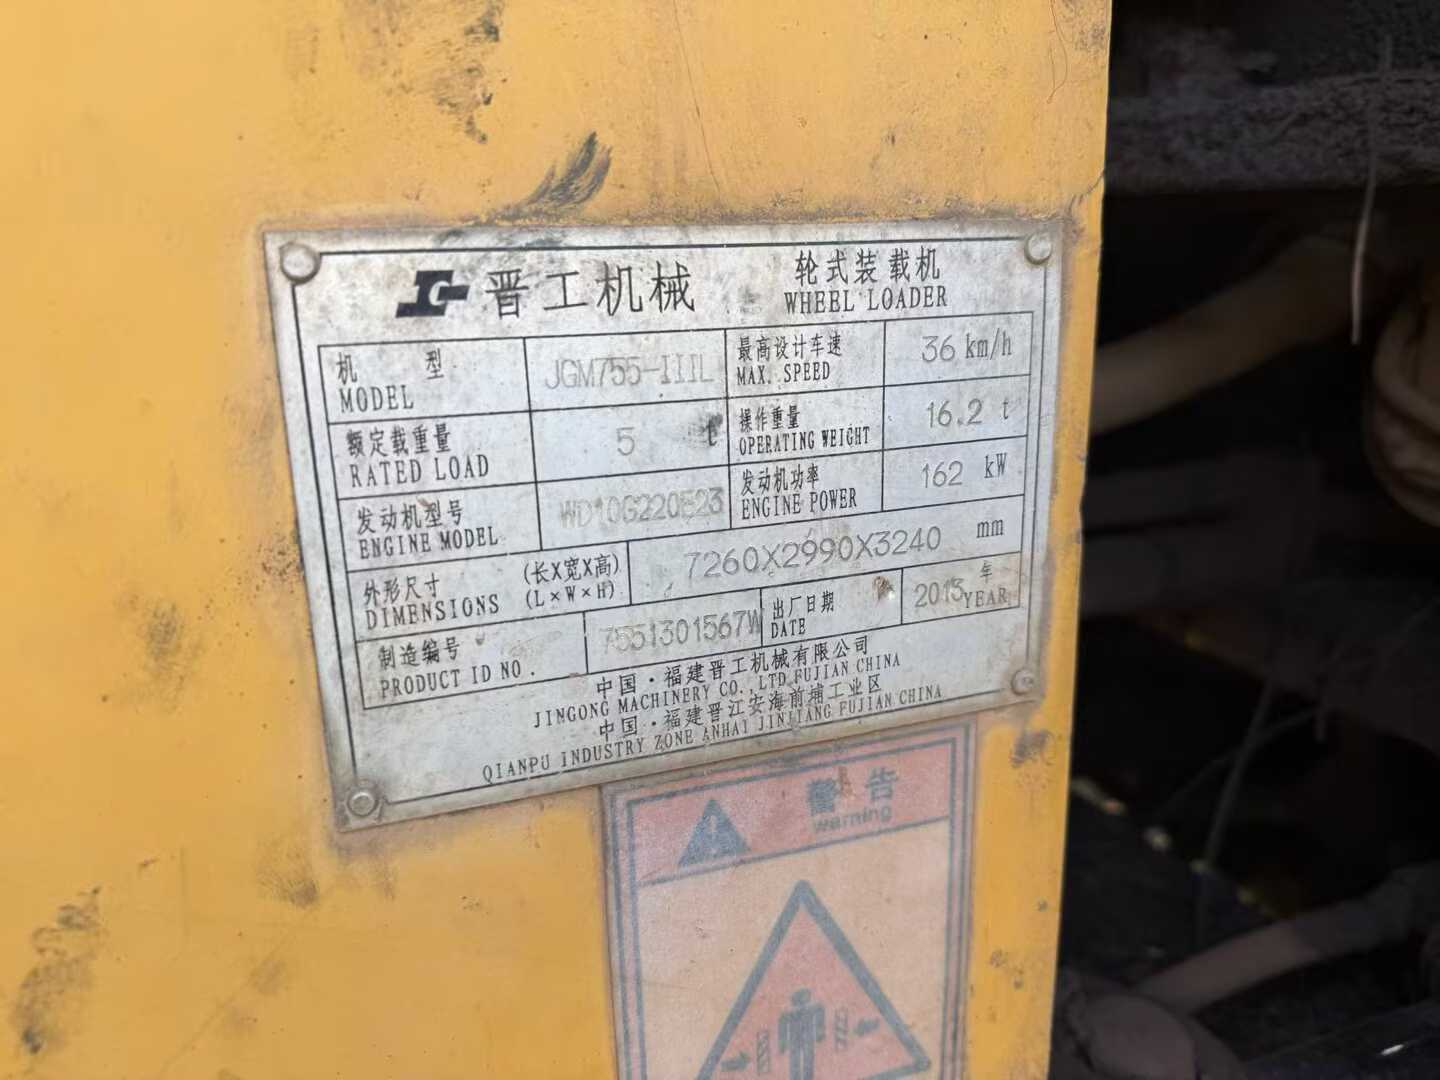 晋工机械
轮式装载机
WHEEL LOADER
机 型
MODEL
JGM755-IIIL
最高设计车速
MAX. SPEED
36 km/h
额定载重量
RATED LOAD
5 t
操作重量
OPERATING WEIGHT
16.2 t
发动机型号
ENGINE MODEL
WD10G220E23
发动机功率
ENGINE POWER
162 kW
外形尺寸 (长X宽X高)
DIMENSIONS (L×W×H)
7260X2990X3240 mm
制造编号
PRODUCT ID NO.
7551301567W
出厂日期
DATE
2013 年
YEAR
中国·福建晋工机械有限公司
JINGONG MACHINERY CO., LTD FUJIAN CHINA
中国·福建晋江安海前埔工业区
QIANPU INDUSTRY ZONE ANHAI JINJIANG FUJIAN CHINA
警告
Warning